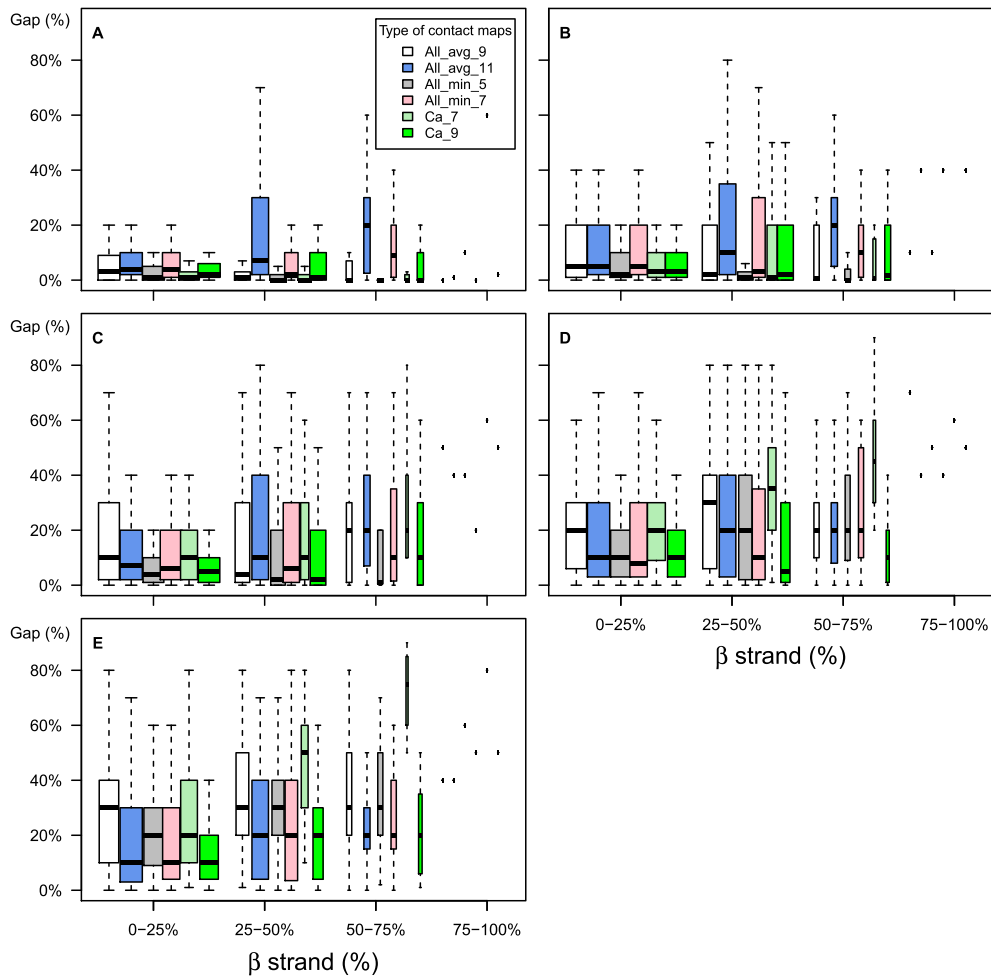 Gap (%)
A
B
Type of contact maps
All_avg_9
All_avg_11
All_min_5
All_min_7
Ca_7
Ca_9
80%
60%
40%
20%
0%
Gap (%)
C
D
80%
60%
40%
20%
0%
0−25%
25−50%
50−75%
75−100%
β strand (%)
Gap (%)
E
80%
60%
40%
20%
0%
0−25%
25−50%
50−75%
75−100%
β strand (%)